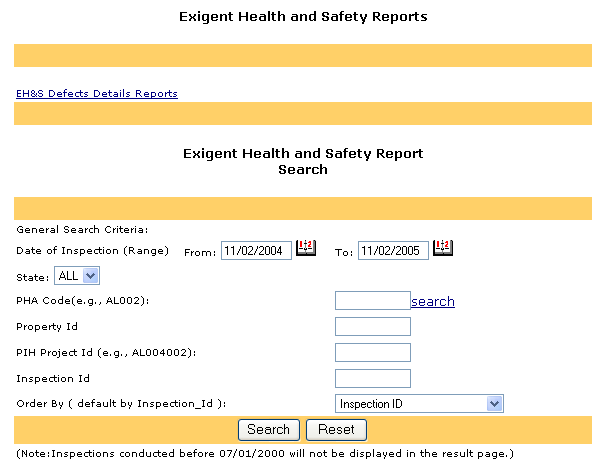 Exigent Health and Safety Reports
EH&S Defects Details Reports
Exigent Health and Safety Report
Search
General Search Criteria:
Date of Inspection (Range) From: 11/02/2004 To: 11/02/2005
State: ALL
PHA Code(e.g., AL002): search
Property Id
PIH Project Id (e.g., AL004002):
Inspection Id
Order By ( default by Inspection_Id ): Inspection ID
Search Reset
(Note:Inspections conducted before 07/01/2000 will not be displayed in the result page.)